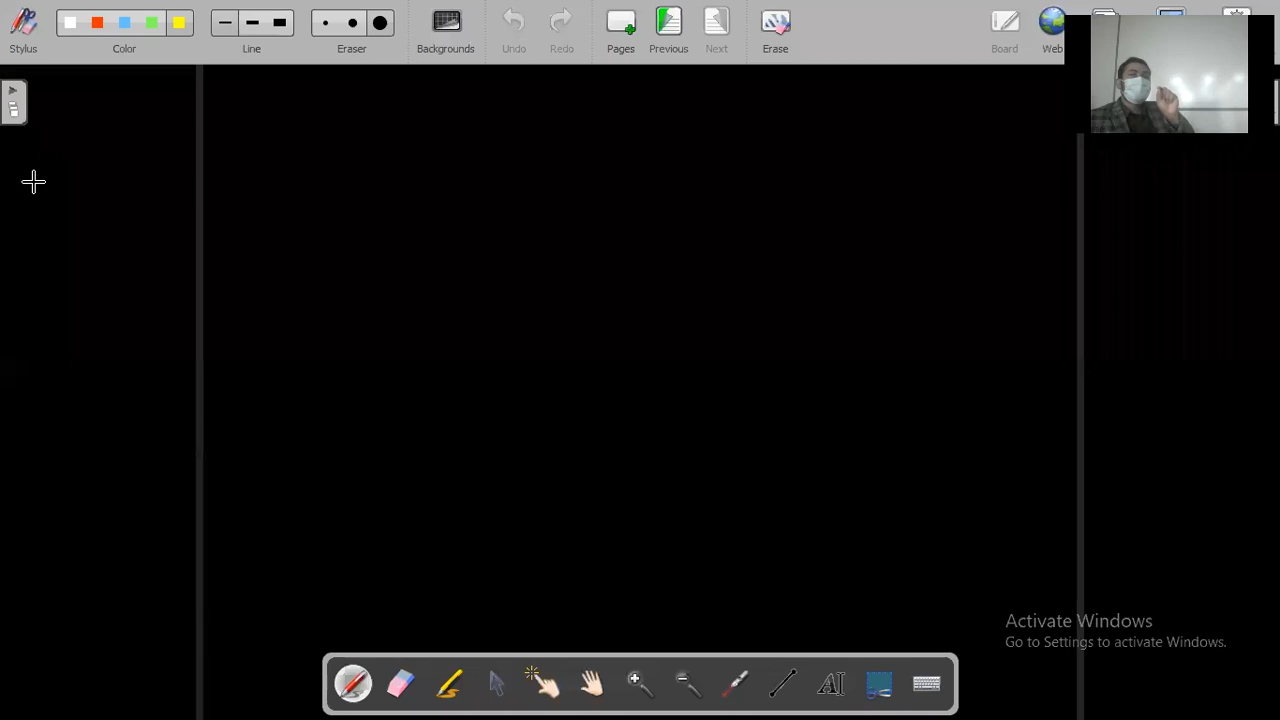 Stylus
Color
Line
Eraser
Backgrounds
Undo
Redo
Pages
Previous
Next
Erase
Board
Web
Activate Windows
Go to Settings to activate Windows.